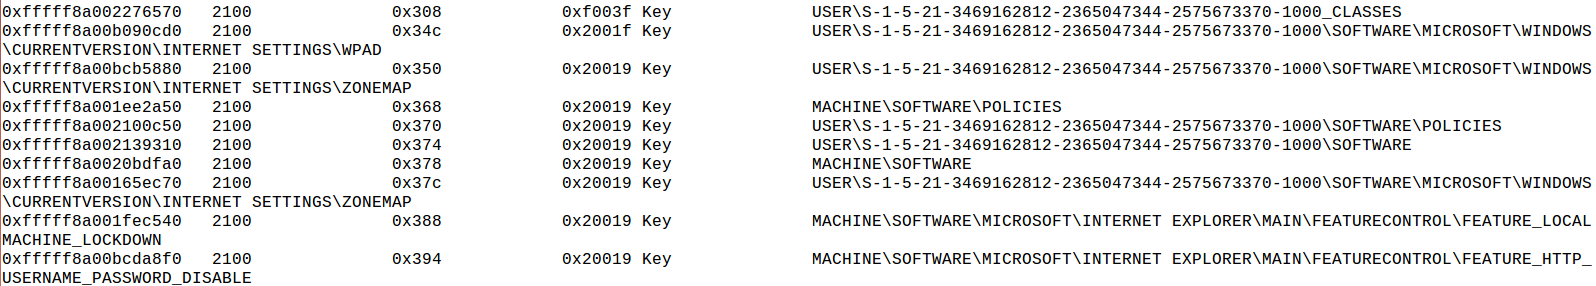 0xfffff8a002276570   2100              0x308            0xf003f Key              USER\S-1-5-21-3469162812-2365047344-2575673370-1000_CLASSES
0xfffff8a00b090cd0   2100              0x34c            0x2001f Key              USER\S-1-5-21-3469162812-2365047344-2575673370-1000\SOFTWARE\MICROSOFT\WINDOWS
\CURRENTVERSION\INTERNET SETTINGS\WPAD
0xfffff8a00bcb5880   2100              0x350            0x20019 Key              USER\S-1-5-21-3469162812-2365047344-2575673370-1000\SOFTWARE\MICROSOFT\WINDOWS
\CURRENTVERSION\INTERNET SETTINGS\ZONEMAP
0xfffff8a001ee2a50   2100              0x368            0x20019 Key              MACHINE\SOFTWARE\POLICIES
0xfffff8a002100c50   2100              0x370            0x20019 Key              USER\S-1-5-21-3469162812-2365047344-2575673370-1000\SOFTWARE\POLICIES
0xfffff8a002139310   2100              0x374            0x20019 Key              USER\S-1-5-21-3469162812-2365047344-2575673370-1000\SOFTWARE
0xfffff8a0020bdfa0   2100              0x378            0x20019 Key              MACHINE\SOFTWARE
0xfffff8a00165ec70   2100              0x37c            0x20019 Key              USER\S-1-5-21-3469162812-2365047344-2575673370-1000\SOFTWARE\MICROSOFT\WINDOWS
\CURRENTVERSION\INTERNET SETTINGS\ZONEMAP
0xfffff8a001fec540   2100              0x388            0x20019 Key              MACHINE\SOFTWARE\MICROSOFT\INTERNET EXPLORER\MAIN\FEATURECONTROL\FEATURE_LOCAL
MACHINE_LOCKDOWN
0xfffff8a00bcda8f0   2100              0x394            0x20019 Key              MACHINE\SOFTWARE\MICROSOFT\INTERNET EXPLORER\MAIN\FEATURECONTROL\FEATURE_HTTP_
USERNAME_PASSWORD_DISABLE